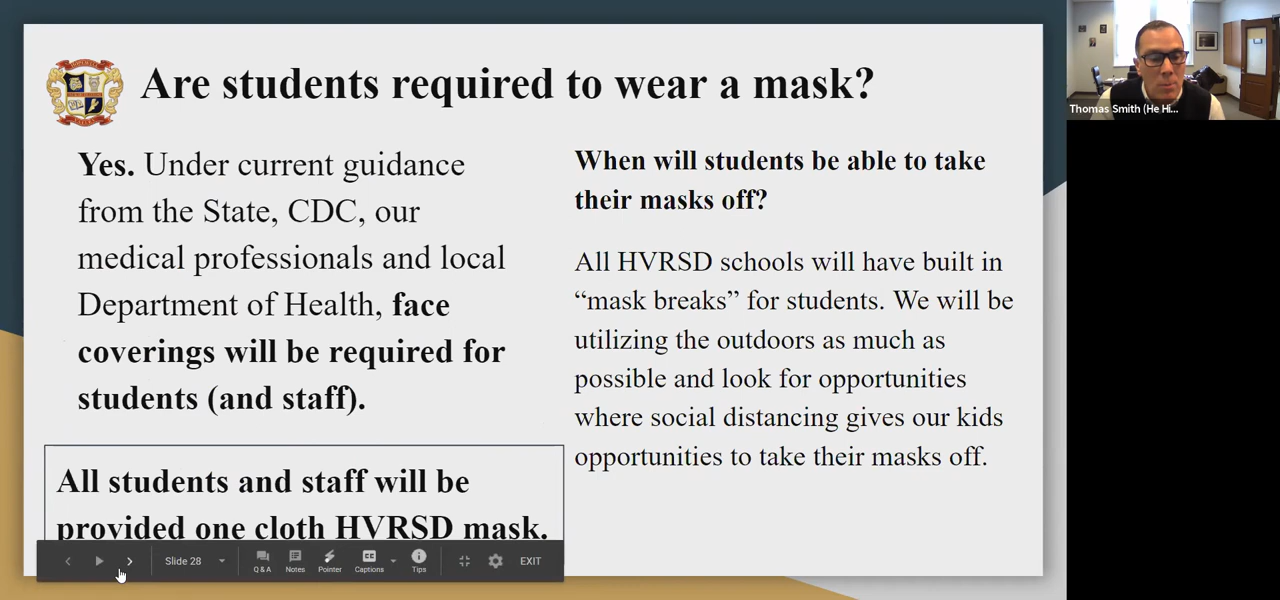 Are students required to wear a mask?
Yes. Under current guidance
from the State, CDC, our
medical professionals and local
Department of Health, face
coverings will be required for
students (and staff).
All students and staff will be
provided one cloth HVRSD mask.
When will students be able to take
their masks off?
All HVRSD schools will have built in
“mask breaks” for students. We will be
utilizing the outdoors as much as
possible and look for opportunities
where social distancing gives our kids
opportunities to take their masks off.
Slide 28
Q & A
Notes
Pointer
Captions
Tips
EXIT
Thomas Smith (He Hi...